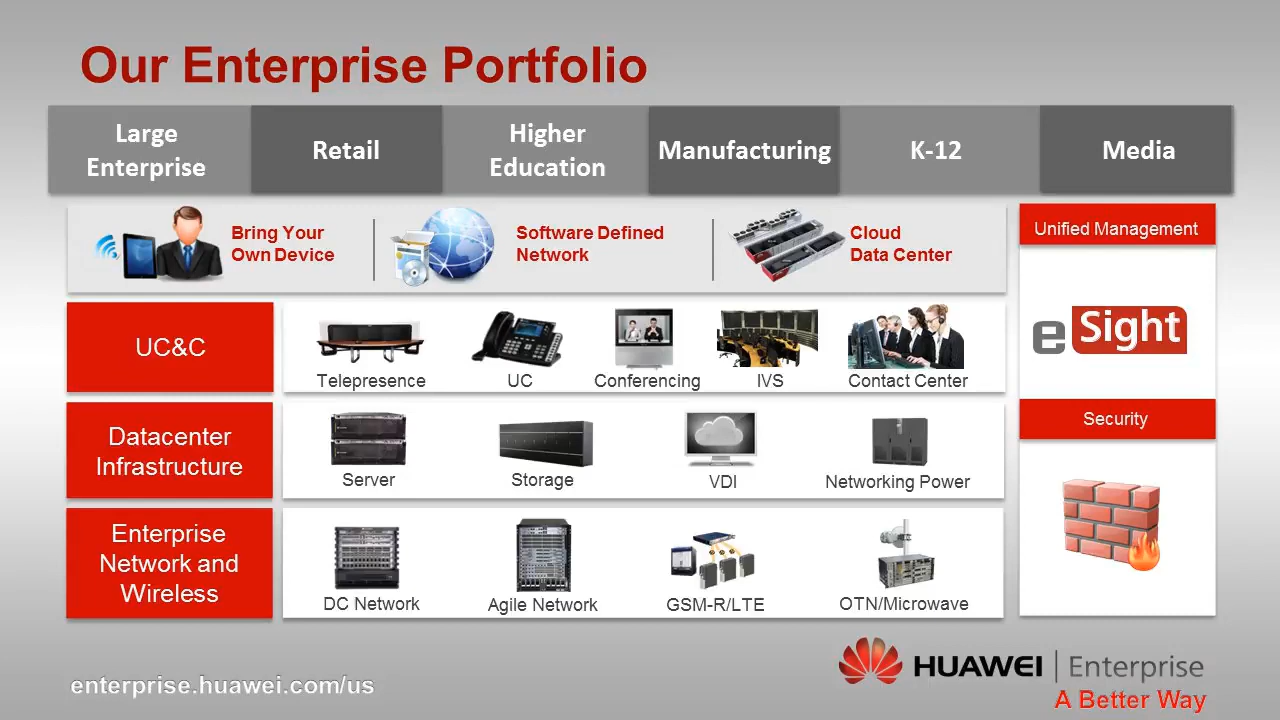 Our Enterprise Portfolio
Large
Enterprise
Retail
Higher
Education
Manufacturing
K-12
Media
Bring Your
Own Device
Software Defined
Network
Cloud
Data Center
Unified Management
eSight
UC&C
Telepresence
UC
Conferencing
IVS
Contact Center
Security
Datacenter
Infrastructure
Server
Storage
VDI
Networking Power
Enterprise
Network and
Wireless
DC Network
Agile Network
GSM-R/LTE
OTN/Microwave
enterprise.huawei.com/us
HUAWEI | Enterprise
A Better Way